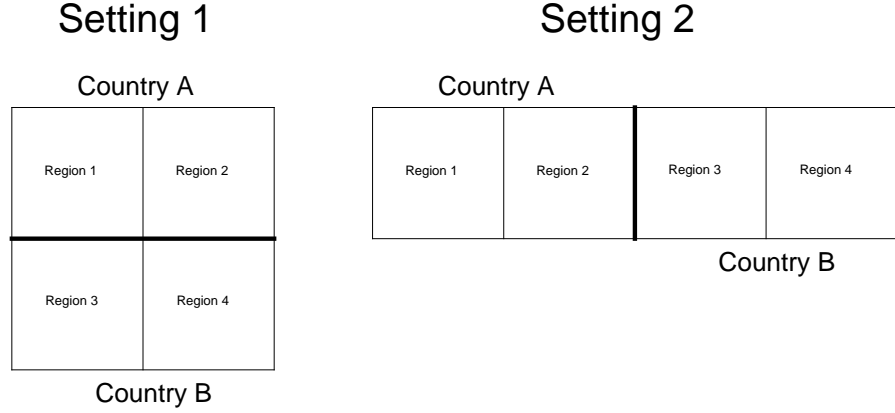 Setting 1
Country A
Region 1
Region 2
Region 3
Region 4
Country B
Setting 2
Country A
Region 1
Region 2
Region 3
Region 4
Country B